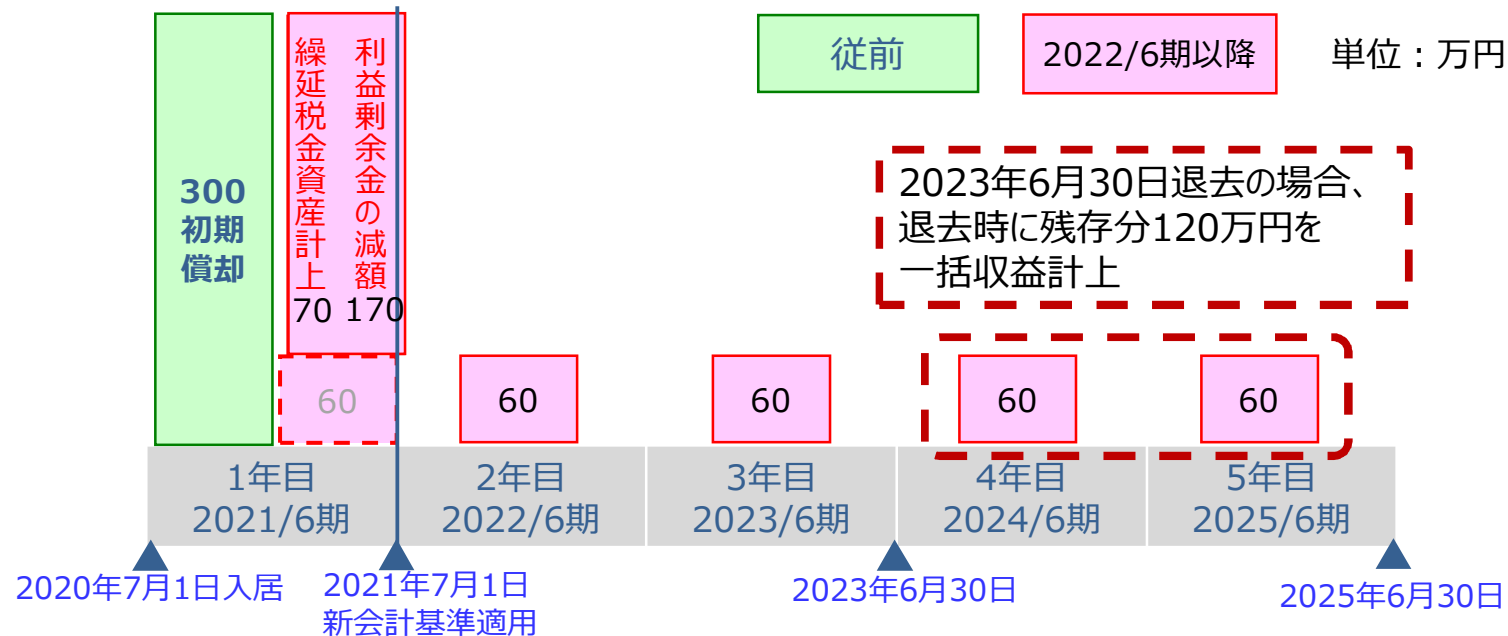 従前
2022/6期以降
単位：万円
300
初期
償却
繰延税金資産計上
70
利益剰余金の減額
170
60
2023年6月30日退去の場合、
退去時に残存分120万円を
一括収益計上
60
60
60
60
1年目
2021/6期
2年目
2022/6期
3年目
2023/6期
4年目
2024/6期
5年目
2025/6期
2020年7月1日入居
2021年7月1日
新会計基準適用
2023年6月30日
2025年6月30日